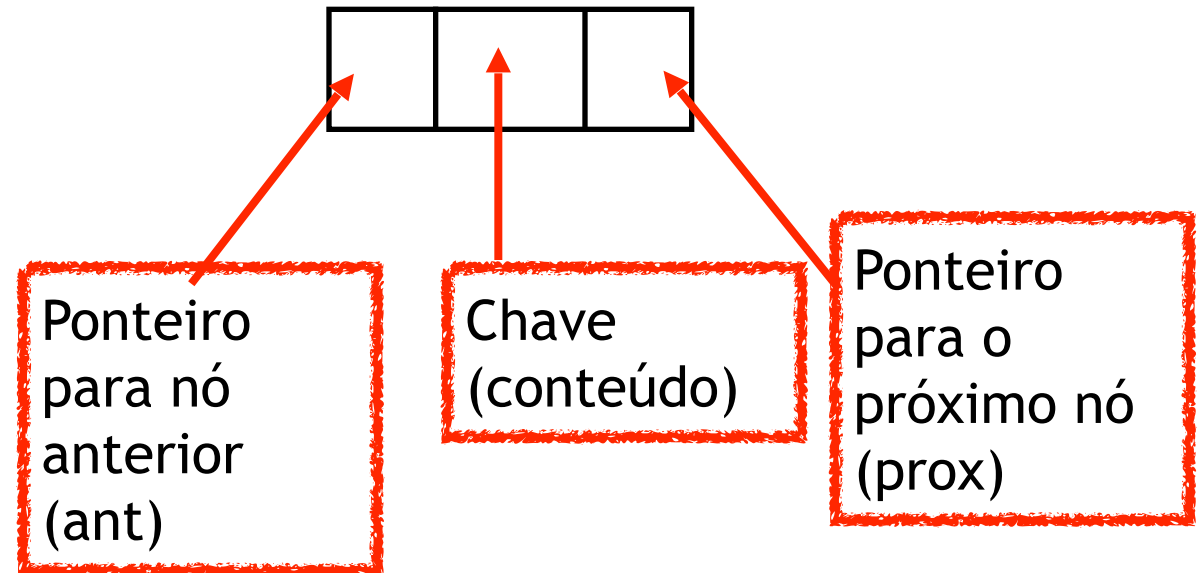 Ponteiro
para nó
anterior
(ant)
Chave
(conteúdo)
Ponteiro
para o
próximo nó
(prox)